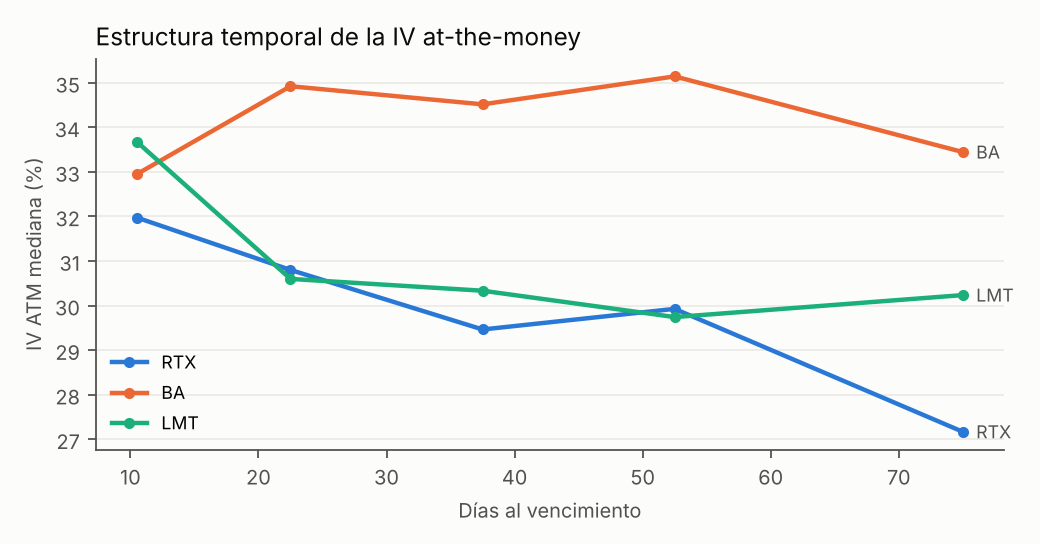 Estructura temporal de la IV at-the-money
IV ATM mediana (%)
35
34
33
32
31
30
29
28
27
BA
LMT
RTX
RTX
BA
LMT
10 20 30 40 50 60 70
Días al vencimiento